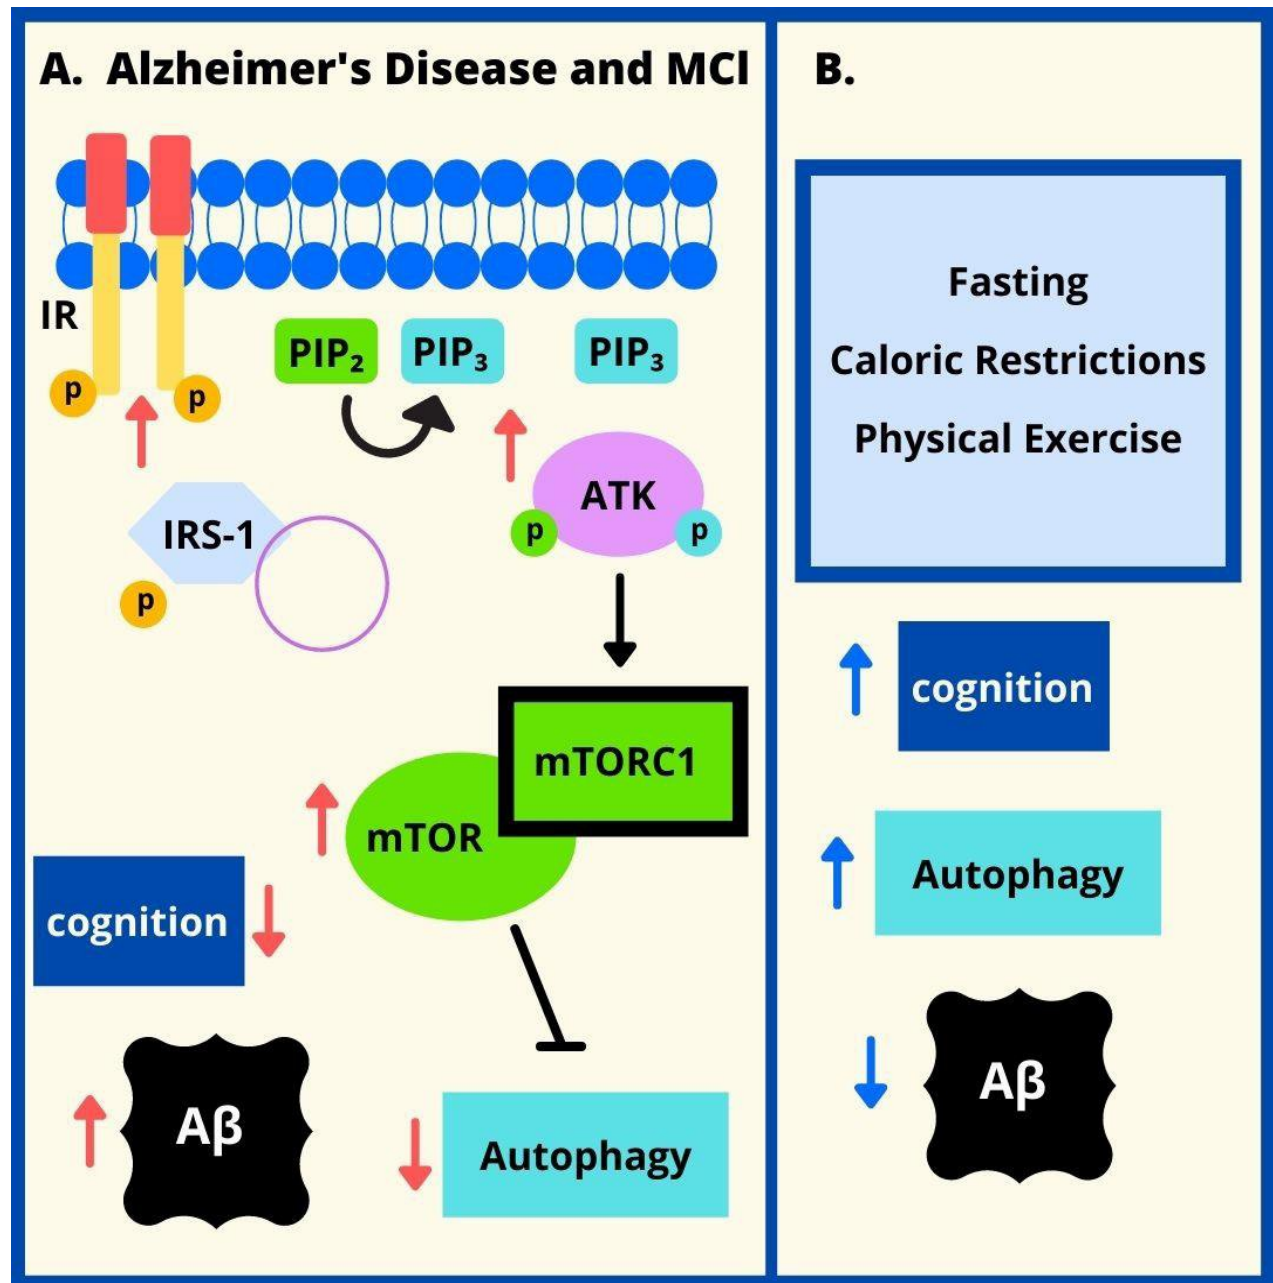 A. Alzheimer's Disease and MCl
IR
p
p
PIP₂
PIP₃
PIP₃
ATK
p
p
IRS-1
p
mTORC1
mTOR
cognition
Aβ
Autophagy
B.
Fasting
Caloric Restrictions
Physical Exercise
cognition
Autophagy
Aβ